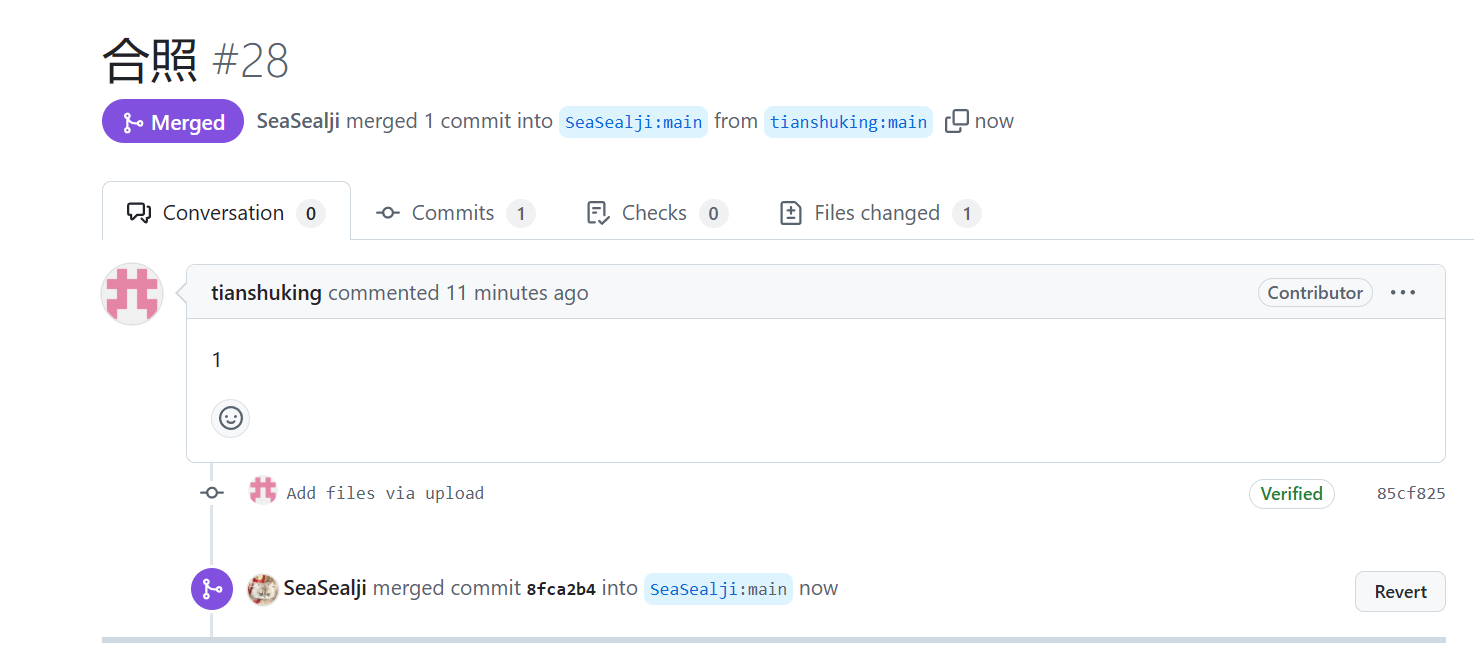 合照 #28
Merged SeaSealji merged 1 commit into SeaSealji:main from tianshuking:main now
Conversation 0 Commits 1 Checks 0 Files changed 1
tianshuking commented 11 minutes ago Contributor
1
Add files via upload Verified 85cf825
SeaSealji merged commit 8fca2b4 into SeaSealji:main now Revert